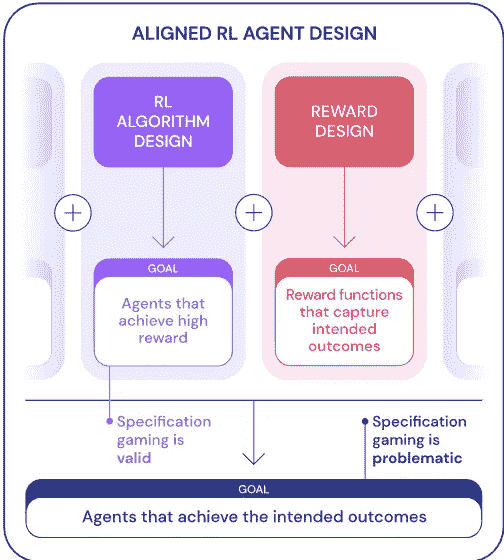 ALIGNED RL AGENT DESIGN
RL
ALGORITHM
DESIGN
GOAL
Agents that
achieve high
reward
REWARD
DESIGN
GOAL
Reward functions
that capture
intended
outcomes
Specification
gaming is
valid
Specification
gaming is
problematic
GOAL
Agents that achieve the intended outcomes